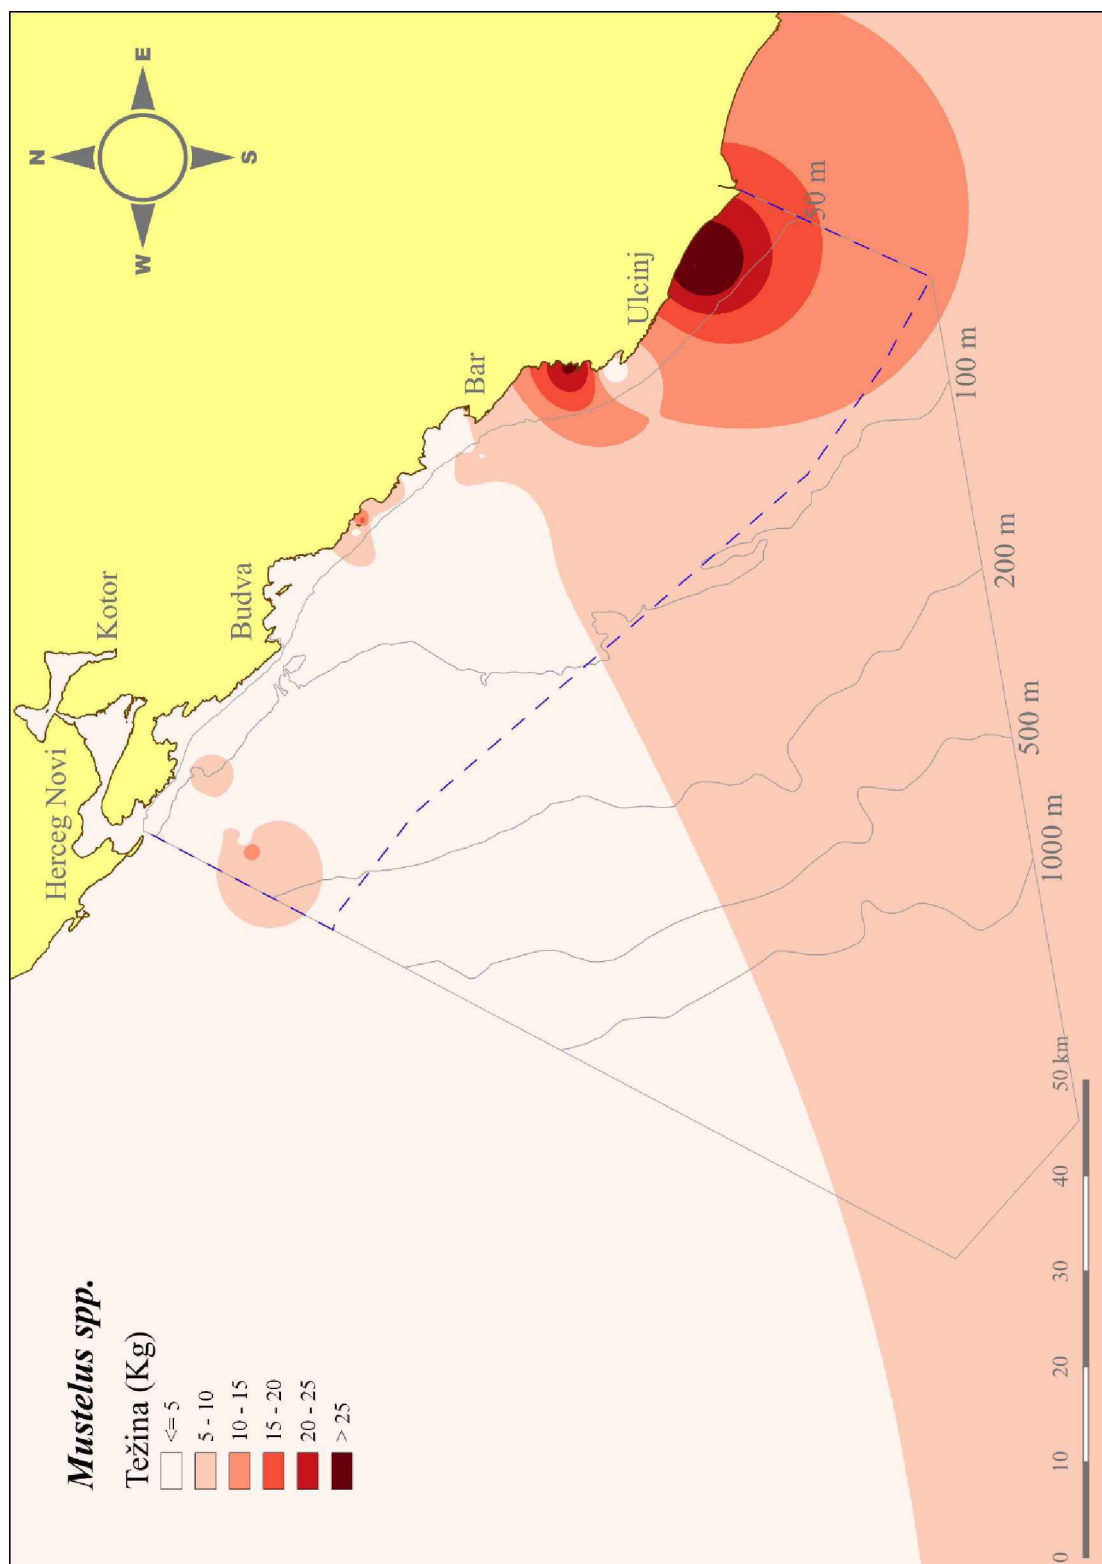 Mustelus spp.
Težina (Kg)
<= 5
5 - 10
10 - 15
15 - 20
20 - 25
> 25
N
W
E
S
Herceg Novi
Kotor
Budva
Bar
Ulcinj
50 m
100 m
200 m
500 m
1000 m
0 10 20 30 40 50 km